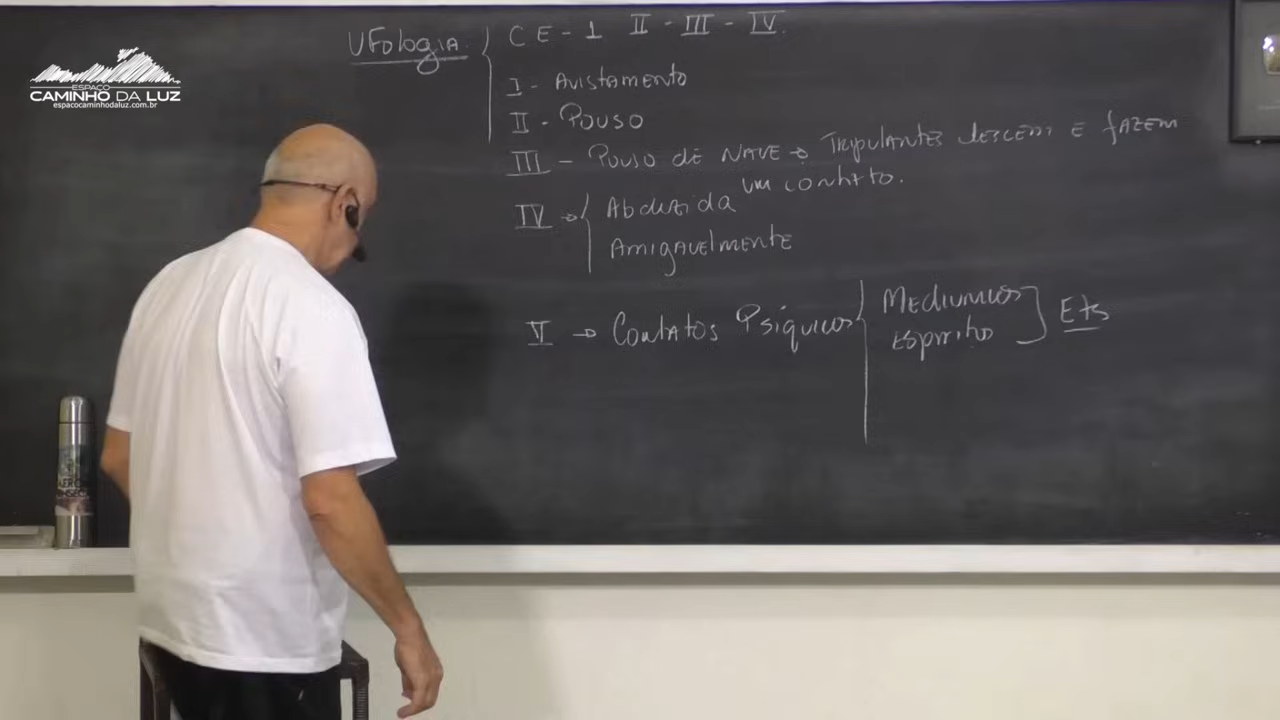 ESPAÇO
CAMINHO DA LUZ
espacocaminhodaluz.com.br
UFologia { CE - 1 II - III - IV.
I - Avistamento
II - Pouso
III - Pouso de Nave → Tripulantes descem e fazem
um contato.
IV → { Abduzida
Amigavelmente
V → Contatos Psíquicos { Mediunicos
espirito } Ets